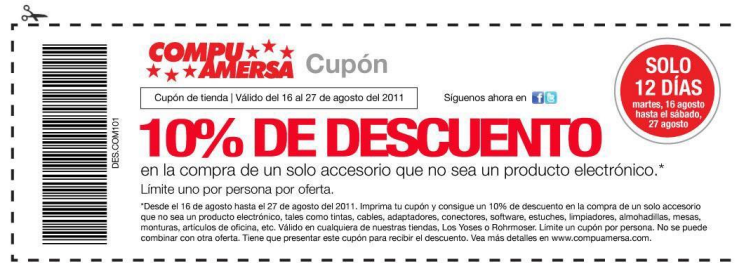 COMPU
AMERSA
Cupón
Cupón de tienda | Válido del 16 al 27 de agosto del 2011
Síguenos ahora en f t
SOLO
12 DÍAS
martes, 16 agosto
hasta el sábado,
27 agosto
DES.COM101
10% DE DESCUENTO
en la compra de un solo accesorio que no sea un producto electrónico.*
Límite uno por persona por oferta.
*Desde el 16 de agosto hasta el 27 de agosto del 2011. Imprima tu cupón y consigue un 10% de descuento en la compra de un solo accesorio
que no sea un producto electrónico, tales como tintas, cables, adaptadores, conectores, software, estuches, limpiadores, almohadillas, mesas,
monturas, artículos de oficina, etc. Válido en cualquiera de nuestras tiendas, Los Yoses o Rohrmoser. Limite un cupón por persona. No se puede
combinar con otra oferta. Tiene que presentar este cupón para recibir el descuento. Vea más detalles en www.compuamersa.com.